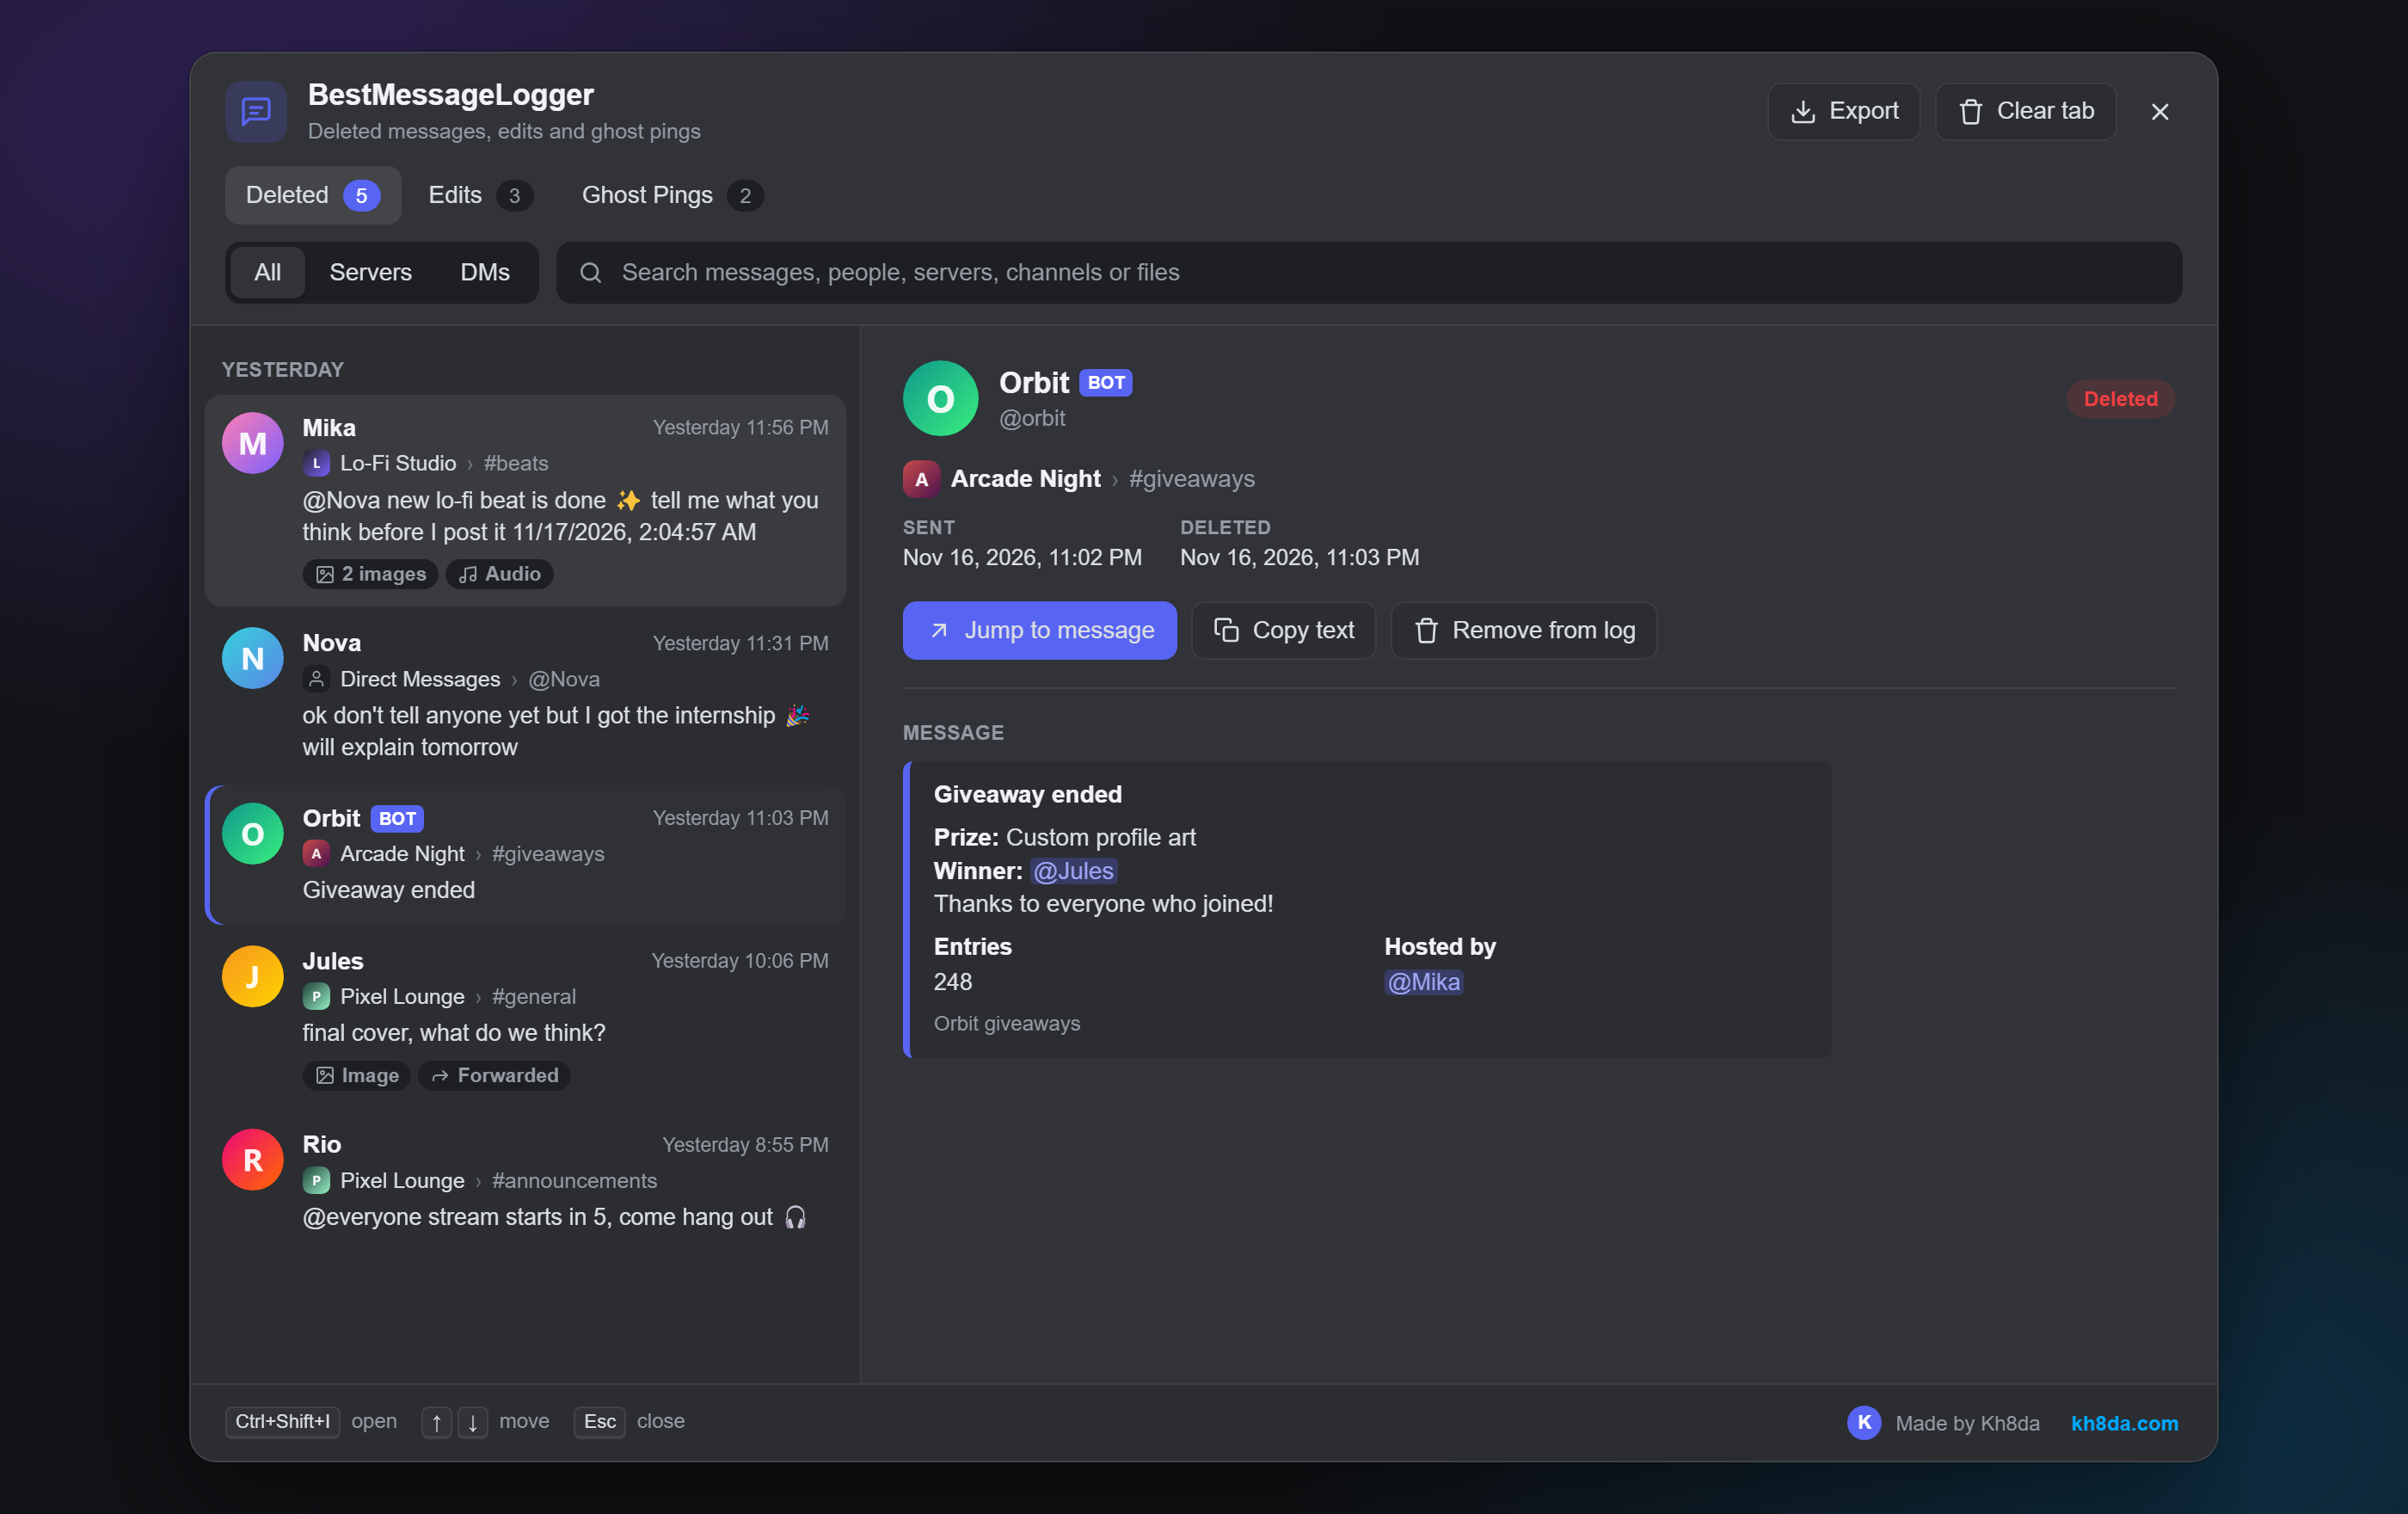 BestMessageLogger
Deleted messages, edits and ghost pings
Export
Clear tab
Deleted 5
Edits 3
Ghost Pings 2
All
Servers
DMs
Search messages, people, servers, channels or files
YESTERDAY
M
Mika
Yesterday 11:56 PM
L Lo-Fi Studio › #beats
@Nova new lo-fi beat is done ✨ tell me what you
think before I post it 11/17/2026, 2:04:57 AM
2 images
Audio
N
Nova
Yesterday 11:31 PM
Direct Messages › @Nova
ok don't tell anyone yet but I got the internship 🎉
will explain tomorrow
O
Orbit BOT
Yesterday 11:03 PM
A Arcade Night › #giveaways
Giveaway ended
J
Jules
Yesterday 10:06 PM
P Pixel Lounge › #general
final cover, what do we think?
Image
Forwarded
R
Rio
Yesterday 8:55 PM
P Pixel Lounge › #announcements
@everyone stream starts in 5, come hang out 🎧
O
Orbit BOT
@orbit
Deleted
A Arcade Night › #giveaways
SENT
Nov 16, 2026, 11:02 PM
DELETED
Nov 16, 2026, 11:03 PM
Jump to message
Copy text
Remove from log
MESSAGE
Giveaway ended
Prize: Custom profile art
Winner: @Jules
Thanks to everyone who joined!
Entries
248
Hosted by
@Mika
Orbit giveaways
Ctrl+Shift+I open
↑ ↓ move
Esc close
K Made by Kh8da
kh8da.com